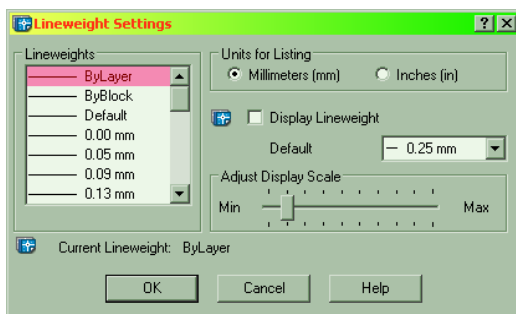 Lineweight Settings
Lineweights
ByLayer
ByBlock
Default
0.00 mm
0.05 mm
0.09 mm
0.13 mm
Units for Listing
Millimeters (mm) Inches (in)
Display Lineweight
Default 0.25 mm
Adjust Display Scale
Min Max
Current Lineweight: ByLayer
OK Cancel Help